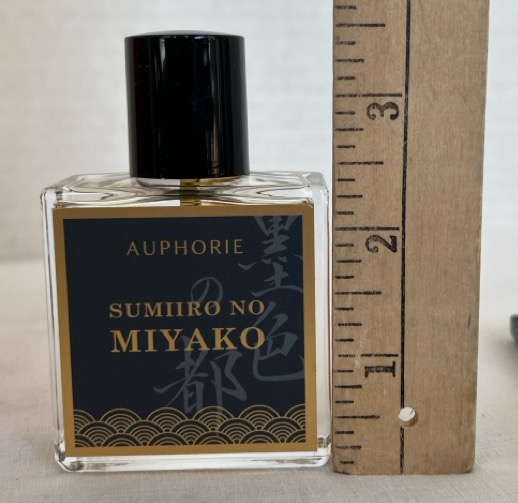 AUPHORIE
SUMIIRO NO
MIYAKO
墨色
の都
3
2
1